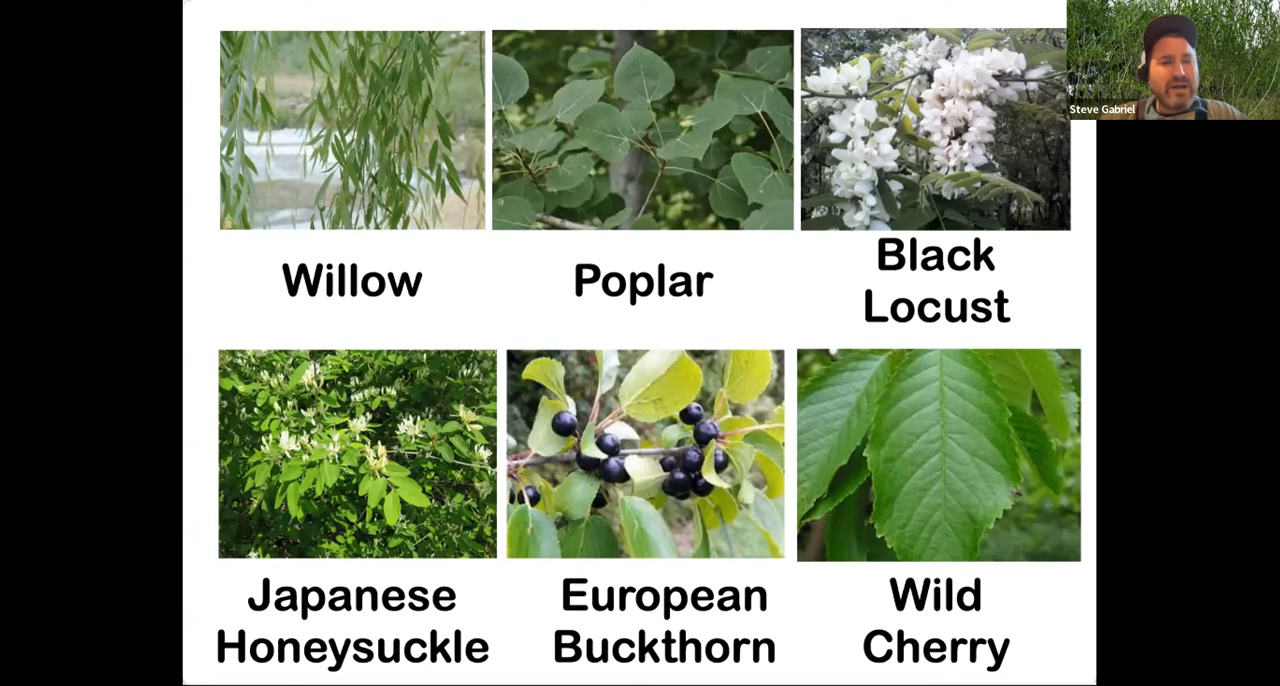 Steve Gabriel
Willow
Poplar
Black
Locust
Japanese
Honeysuckle
European
Buckthorn
Wild
Cherry